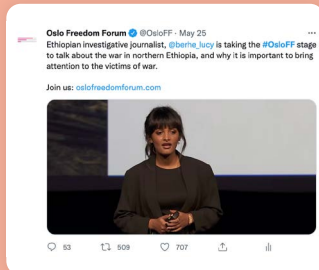 Oslo Freedom Forum @OsloFF · May 25
Ethiopian investigative journalist, @berhe_lucy is taking the #OsloFF stage
to talk about the war in northern Ethiopia, and why it is important to bring
attention to the victims of war.
Join us: oslofreedomforum.com
53 509 707